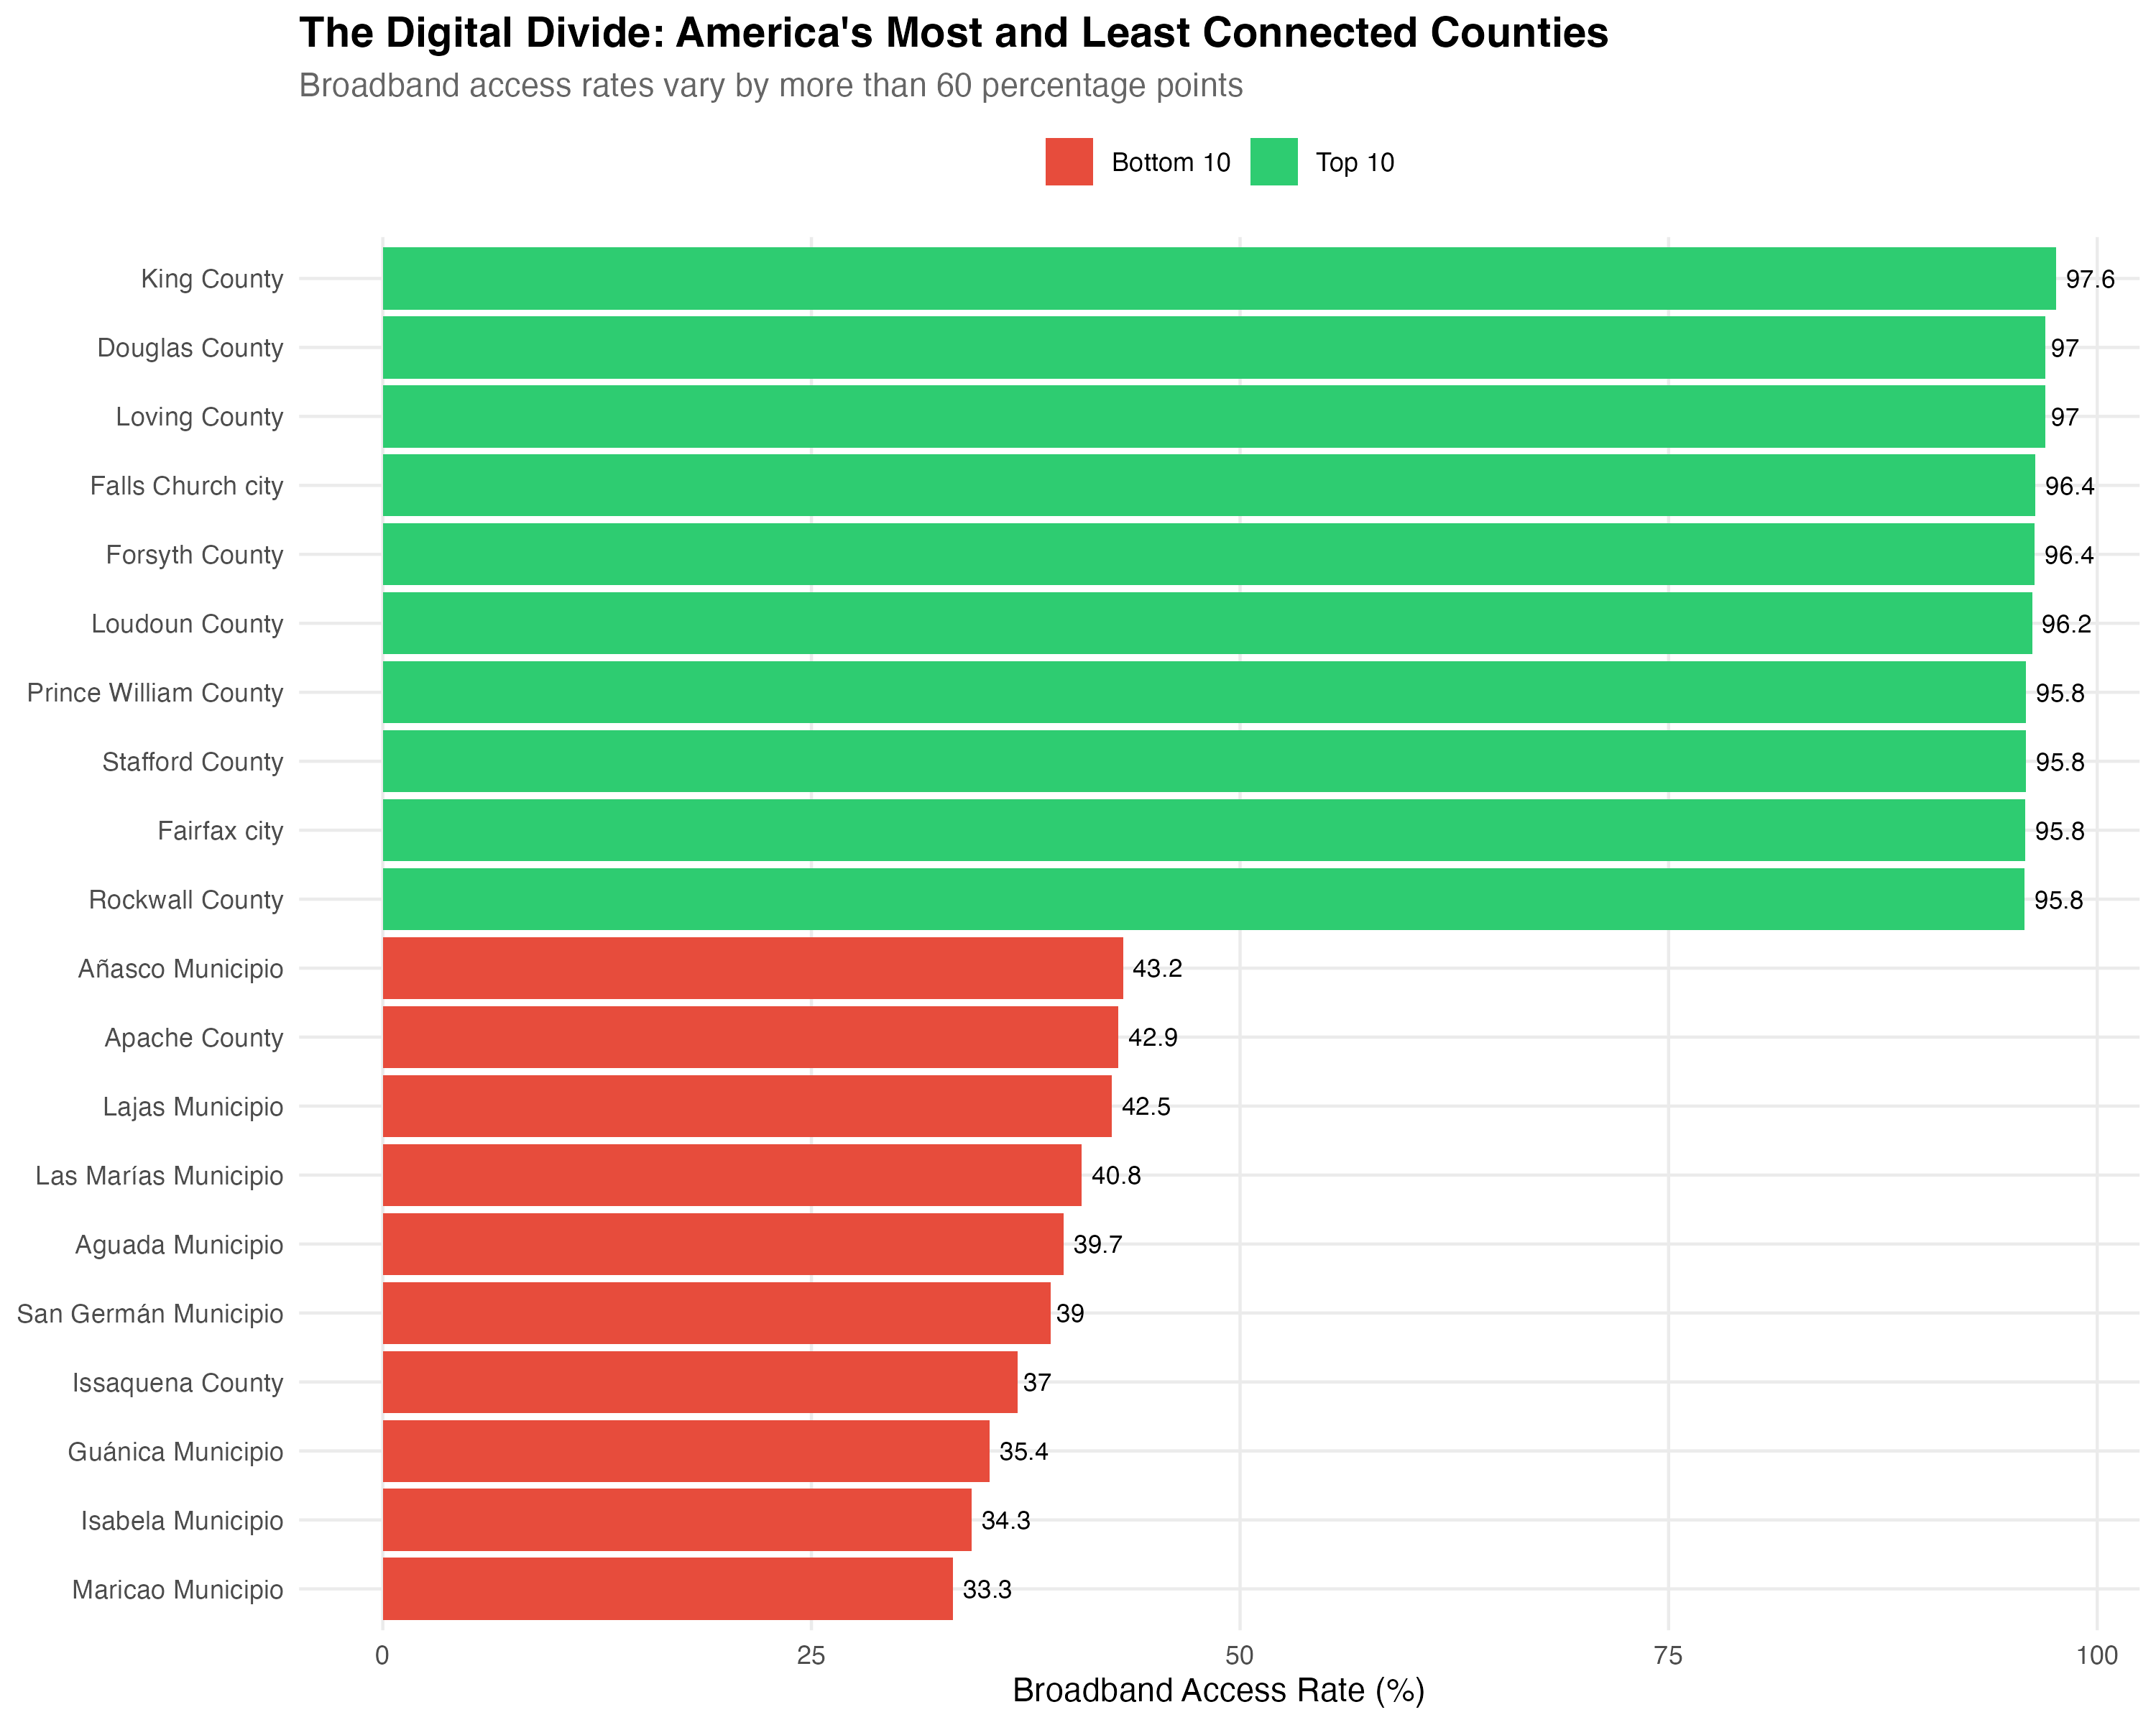 The Digital Divide: America's Most and Least Connected Counties
Broadband access rates vary by more than 60 percentage points
Bottom 10 Top 10
King County 97.6
Douglas County 97
Loving County 97
Falls Church city 96.4
Forsyth County 96.4
Loudoun County 96.2
Prince William County 95.8
Stafford County 95.8
Fairfax city 95.8
Rockwall County 95.8
Añasco Municipio 43.2
Apache County 42.9
Lajas Municipio 42.5
Las Marías Municipio 40.8
Aguada Municipio 39.7
San Germán Municipio 39
Issaquena County 37
Guánica Municipio 35.4
Isabela Municipio 34.3
Maricao Municipio 33.3
0 25 50 75 100
Broadband Access Rate (%)